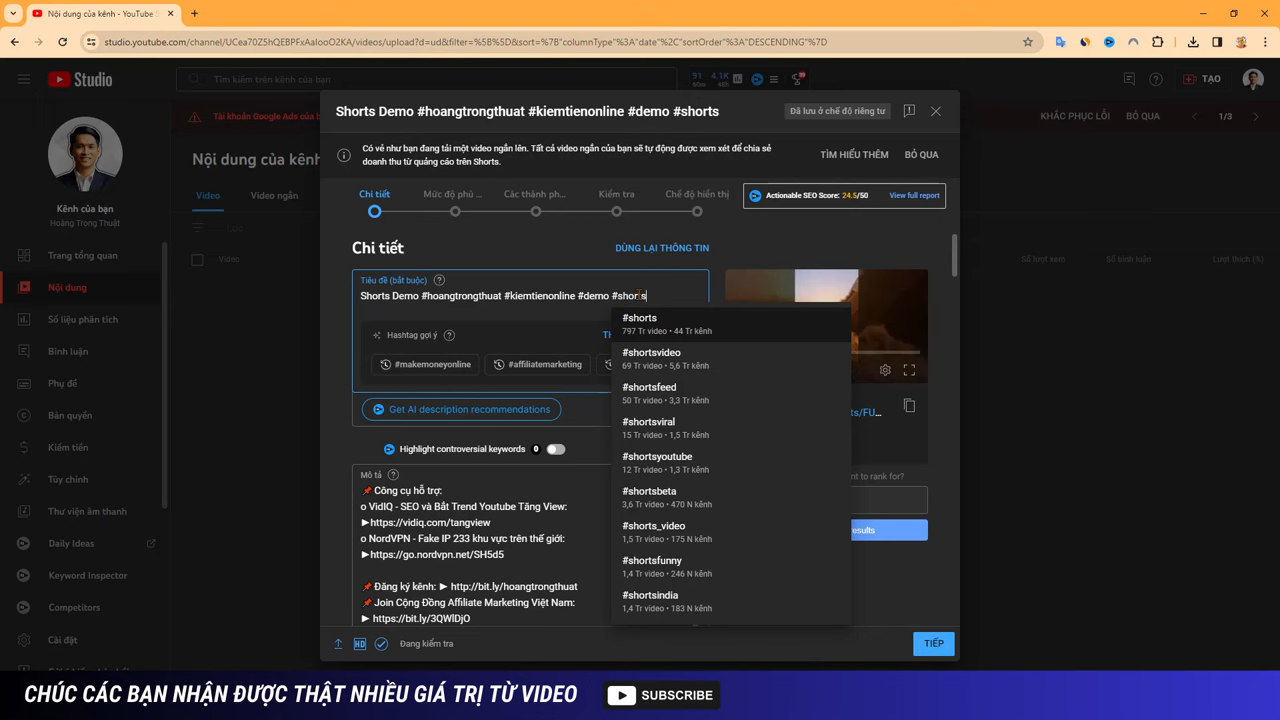 Nội dung của kênh - YouTube S
studio.youtube.com/channel/UCea70Z5hQEBPFxAalooO2KA/videos/upload?d=ud&filter=%5B%5D&sort=%7B"columnType"%3A"date"%2C"sortOrder"%3A"DESCENDING"%7D
Studio
Tìm kiếm trên kênh của bạn
91
60m
4.1K
48h
TẠO
Shorts Demo #hoangtrongthuat #kiemtienonline #demo #shorts
Đã lưu ở chế độ riêng tư
Tài khoản Google Ads của b
KHẮC PHỤC LỖI
BỎ QUA
1/3
Có vẻ như bạn đang tải một video ngắn lên. Tất cả video ngắn của bạn sẽ tự động được xem xét để chia sẻ
doanh thu từ quảng cáo trên Shorts.
TÌM HIỂU THÊM
BỎ QUA
Nội dung của kênh
Video
Video ngắn
Lọc
Video
Số lượt xem
Số bình luận
Lượt thích (%)
Kênh của bạn
Hoàng Trọng Thuật
Trang tổng quan
Nội dung
Số liệu phân tích
Bình luận
Phụ đề
Bản quyền
Kiếm tiền
Tùy chỉnh
Thư viện âm thanh
Daily Ideas
Keyword Inspector
Competitors
Cài đặt
Chi tiết
Mức độ phù ...
Các thành ph...
Kiểm tra
Chế độ hiển thị
Actionable SEO Score: 24.5/50
View full report
Chi tiết
DÙNG LẠI THÔNG TIN
Tiêu đề (bắt buộc)
Shorts Demo #hoangtrongthuat #kiemtienonline #demo #shorts
Hashtag gợi ý
#makemoneyonline
#affiliatemarketing
Get AI description recommendations
Highlight controversial keywords
0
Mô tả
📌 Công cụ hỗ trợ:
o VidIQ - SEO và Bắt Trend Youtube Tăng View:
►https://vidiq.com/tangview
o NordVPN - Fake IP 233 khu vực trên thế giới:
►https://go.nordvpn.net/SH5d5
📌 Đăng ký kênh: ► http://bit.ly/hoangtrongthuat
📌 Join Cộng Đồng Affiliate Marketing Việt Nam:
► https://bit.ly/3QWlDjO
#shorts
797 Tr video • 44 Tr kênh
#shortsvideo
69 Tr video • 5,6 Tr kênh
#shortsfeed
50 Tr video • 3,3 Tr kênh
#shortsviral
15 Tr video • 1,5 Tr kênh
#shortsyoutube
12 Tr video • 1,3 Tr kênh
#shortsbeta
3,6 Tr video • 470 N kênh
#shorts_video
1,5 Tr video • 175 N kênh
#shortsfunny
1,4 Tr video • 246 N kênh
#shortsindia
1,4 Tr video • 183 N kênh
ts/FU...
nt to rank for?
esults
HD
Đang kiểm tra
TIẾP
CHÚC CÁC BẠN NHẬN ĐƯỢC THẬT NHIỀU GIÁ TRỊ TỪ VIDEO
SUBSCRIBE